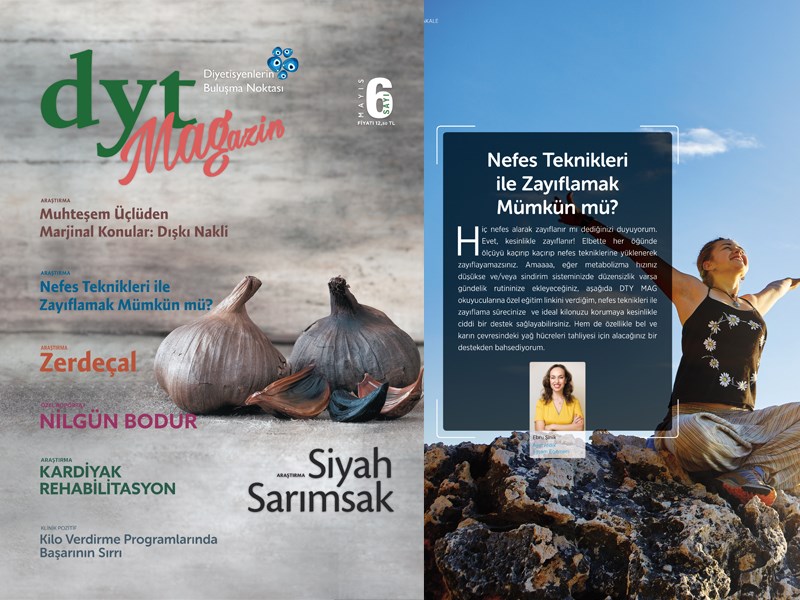 dyt
Magazin
Diyetisyenlerin
Buluşma Noktası
MAYIS
6
SAYI
FİYATI 12,50 TL
ARAŞTIRMA
Muhteşem Üçlüden
Marjinal Konular: Dışkı Nakli
ARAŞTIRMA
Nefes Teknikleri ile
Zayıflamak Mümkün mü?
ARAŞTIRMA
Zerdeçal
NİLGÜN BODUR
ARAŞTIRMA
KARDİYAK
REHABİLİTASYON
KLİNİK POZİTİF
Kilo Verdirme Programlarında
Başarının Sırrı
ARAŞTIRMA
Siyah
Sarımsak
Nefes Teknikleri
ile Zayıflamak
Mümkün mü?
Hiç nefes alarak zayıflanır mı dediğinizi duyuyorum.
Evet, kesinlikle zayıflanır! Elbette her öğünde
ölçüyü kaçırıp kaçırıp nefes tekniklerine yüklenerek
zayıflayamazsınız. Amaaaa, eğer metabolizma hızınız
düşükse ve/veya sindirim sisteminizde düzensizlik varsa
gündelik rutininize ekleyeceğiniz, aşağıda DTY MAG
okuyucularına özel eğitim linkini verdiğim, nefes teknikleri ile
zayıflama sürecinize ve ideal kilonuzu korumaya kesinlikle
ciddi bir destek sağlayabilirsiniz. Hem de özellikle bel ve
karın çevresindeki yağ hücreleri tahliyesi için alacağınız bir
destekten bahsediyorum.
Ebru Şinik